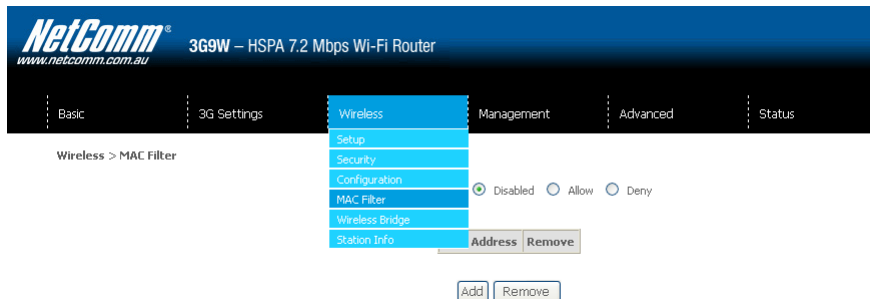 NetComm®
www.netcomm.com.au
3G9W – HSPA 7.2 Mbps Wi-Fi Router
Basic 3G Settings Wireless Management Advanced Status
Wireless > MAC Filter
Setup
Security
Configuration
MAC Filter
Wireless Bridge
Station Info
Disabled Allow Deny
Address Remove
Add Remove